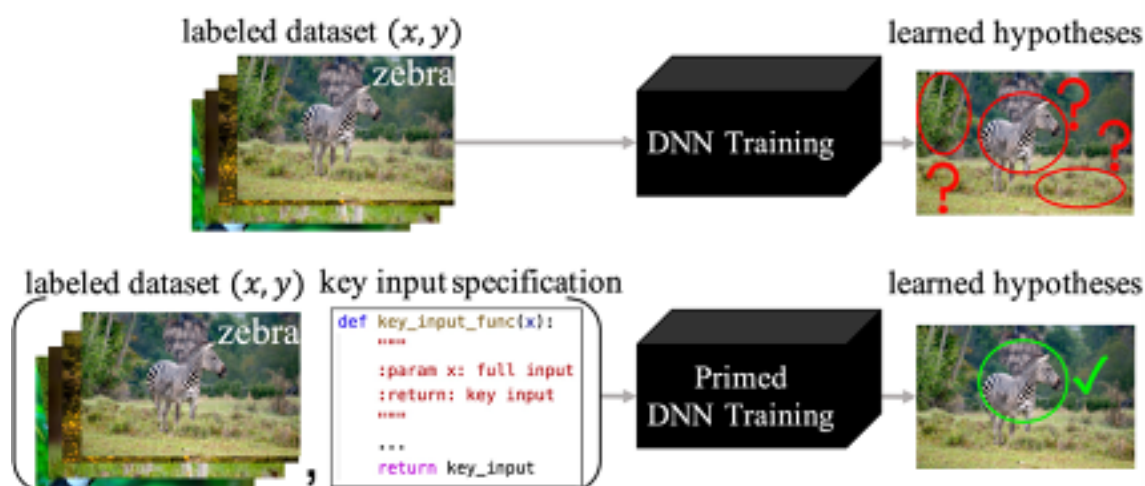 labeled dataset (x, y)
learned hypotheses
zebra
DNN Training
?
?
?
labeled dataset (x, y) key input specification
learned hypotheses
zebra
,
def key_input_func(x):
"""
:param x: full input
:return: key input
"""
...
return key_input
Primed
DNN Training